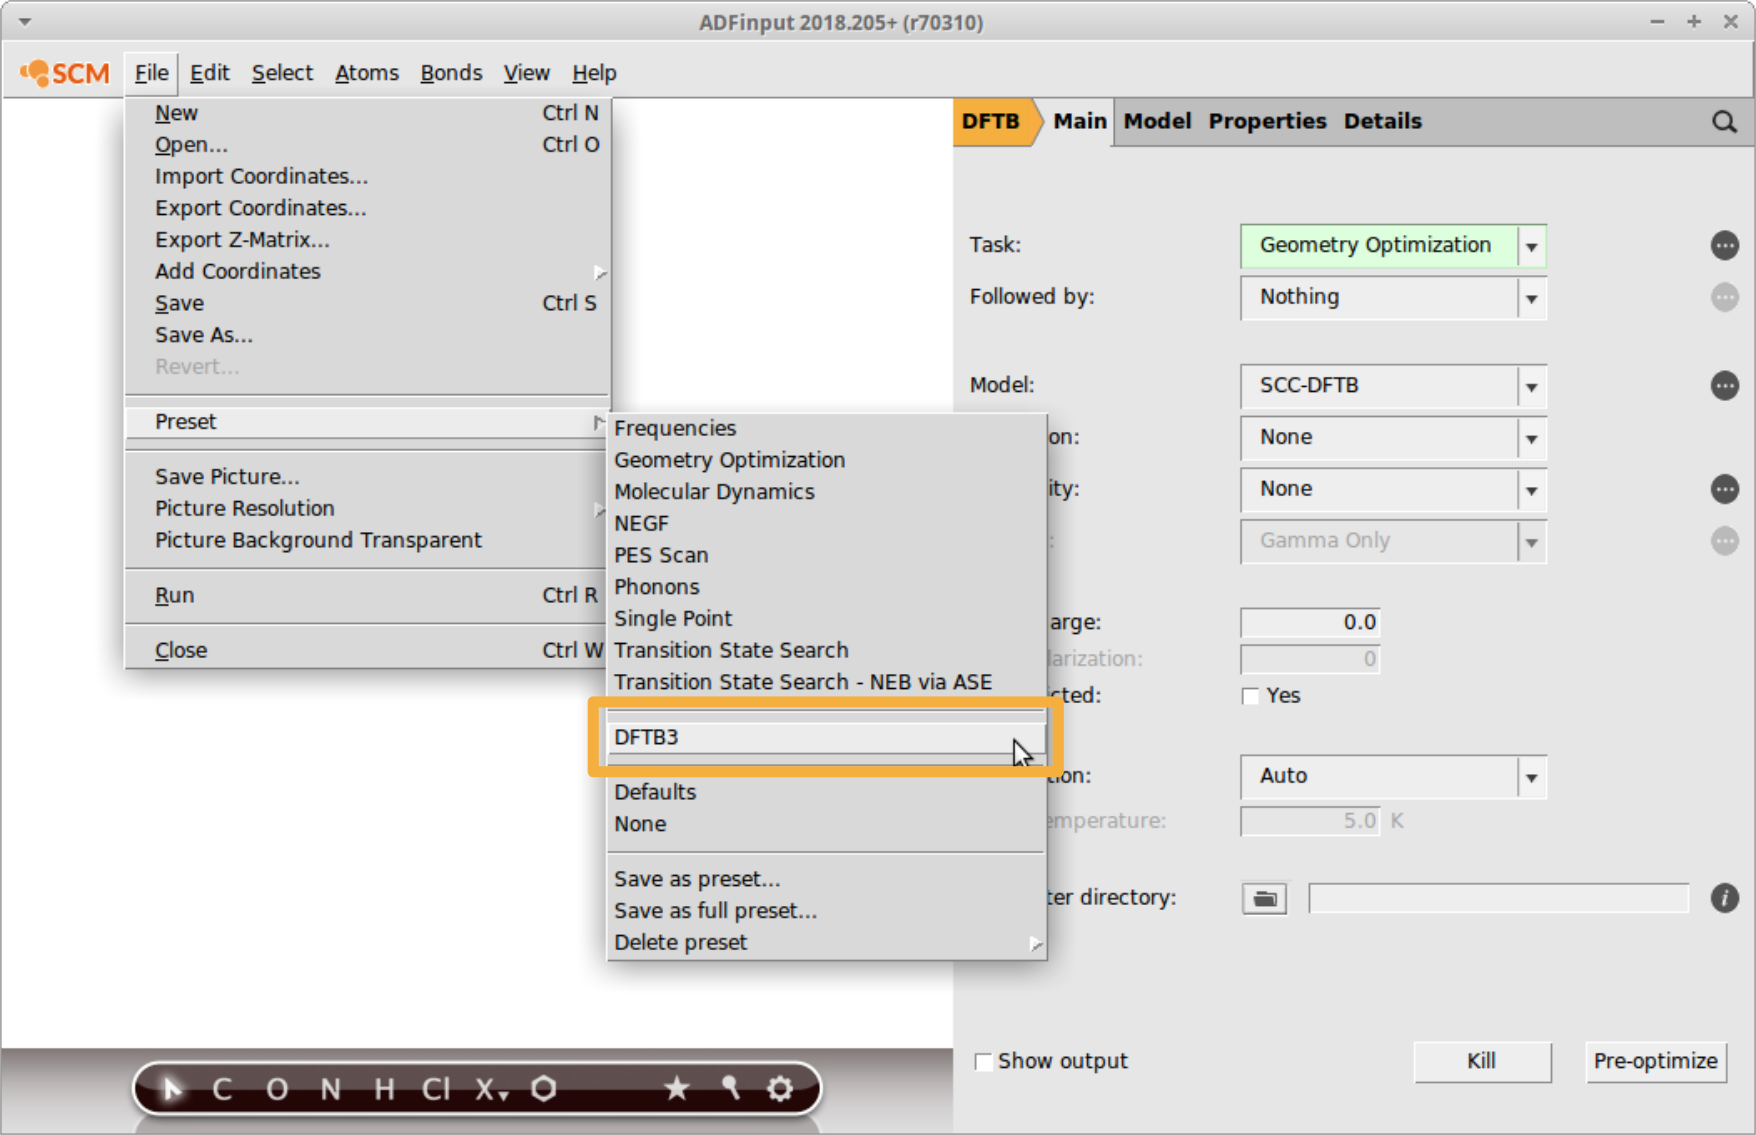 ADFinput 2018.205+ (r70310)
SCM File Edit Select Atoms Bonds View Help
New Ctrl N
Open... Ctrl O
Import Coordinates...
Export Coordinates...
Export Z-Matrix...
Add Coordinates
Save Ctrl S
Save As...
Revert...
Preset
Save Picture...
Picture Resolution
Picture Background Transparent
Run Ctrl R
Close Ctrl W
Frequencies
Geometry Optimization
Molecular Dynamics
NEGF
PES Scan
Phonons
Single Point
Transition State Search
Transition State Search - NEB via ASE
DFTB3
Defaults
None
Save as preset...
Save as full preset...
Delete preset
DFTB Main Model Properties Details
Task: Geometry Optimization
Followed by: Nothing
Model: SCC-DFTB
on: None
ity: None
: Gamma Only
arge: 0.0
larization: 0
cted: Yes
ion: Auto
emperature: 5.0 K
ter directory:
Show output Kill Pre-optimize
C O N H Cl X